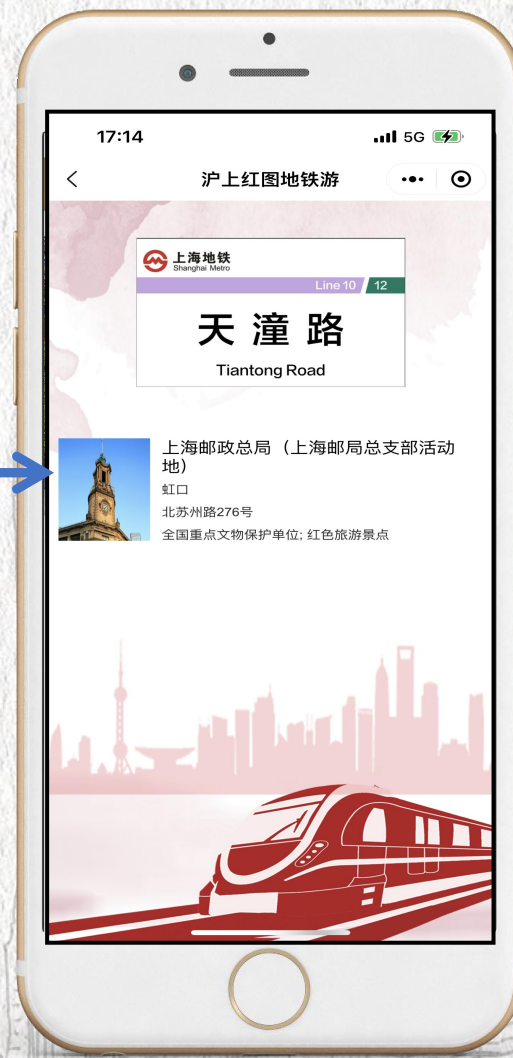 17:14
5G
沪上红图地铁游
上海地铁
Shanghai Metro
Line 10 12
天潼路
Tiantong Road
上海邮政总局（上海邮局总支部活动
地）
虹口
北苏州路276号
全国重点文物保护单位; 红色旅游景点